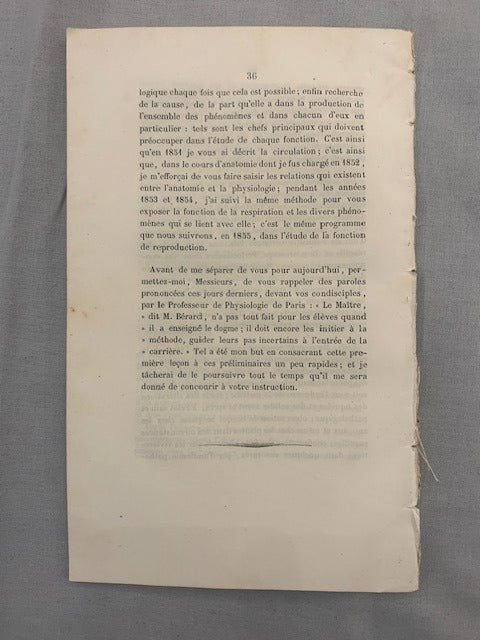 36
logique chaque fois que cela est possible; enfin recherche
de la cause, de la part qu'elle a dans la production de
l'ensemble des phénomènes et dans chacun d'eux en
particulier : tels sont les chefs principaux qui doivent
préoccuper dans l'étude de chaque fonction. C'est ainsi
qu'en 1851 je vous ai décrit la circulation; c'est ainsi
que, dans le cours d'anatomie dont je fus chargé en 1852,
je m'efforçai de vous faire saisir les relations qui existent
entre l'anatomie et la physiologie; pendant les années
1853 et 1854, j'ai suivi la même méthode pour vous
exposer la fonction de la respiration et les divers phéno-
mènes qui se lient avec elle; c'est le même programme
que nous suivrons, en 1855, dans l'étude de la fonction
de reproduction.
Avant de me séparer de vous pour aujourd'hui, per-
mettez-moi, Messieurs, de vous rappeler des paroles
prononcées ces jours derniers, devant vos condisciples,
par le Professeur de Physiologie de Paris : « Le Maître,
» dit M. Bérard, n'a pas tout fait pour les élèves quand
» il a enseigné le dogme; il doit encore les initier à la
» méthode, guider leurs pas incertains à l'entrée de la
» carrière. » Tel a été mon but en consacrant cette pre-
mière leçon à ces préliminaires un peu rapides; et je
tâcherai de le poursuivre tout le temps qu'il me sera
donné de concourir à votre instruction.